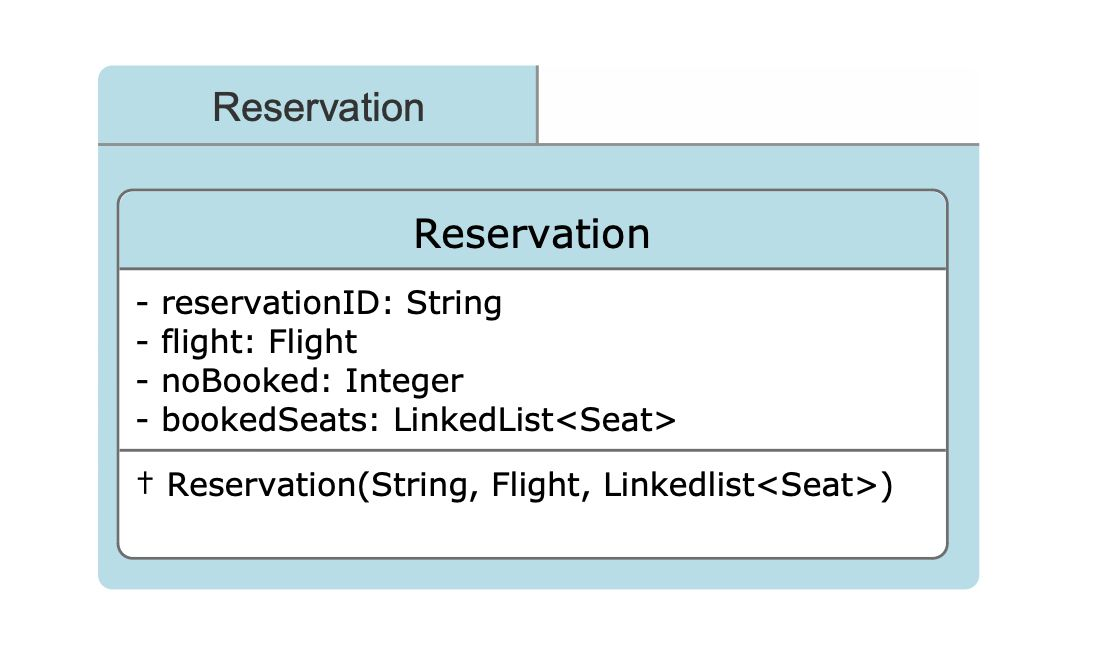 Reservation
Reservation
- reservationID: String
- flight: Flight
- noBooked: Integer
- bookedSeats: LinkedList<Seat>
† Reservation(String, Flight, Linkedlist<Seat>)